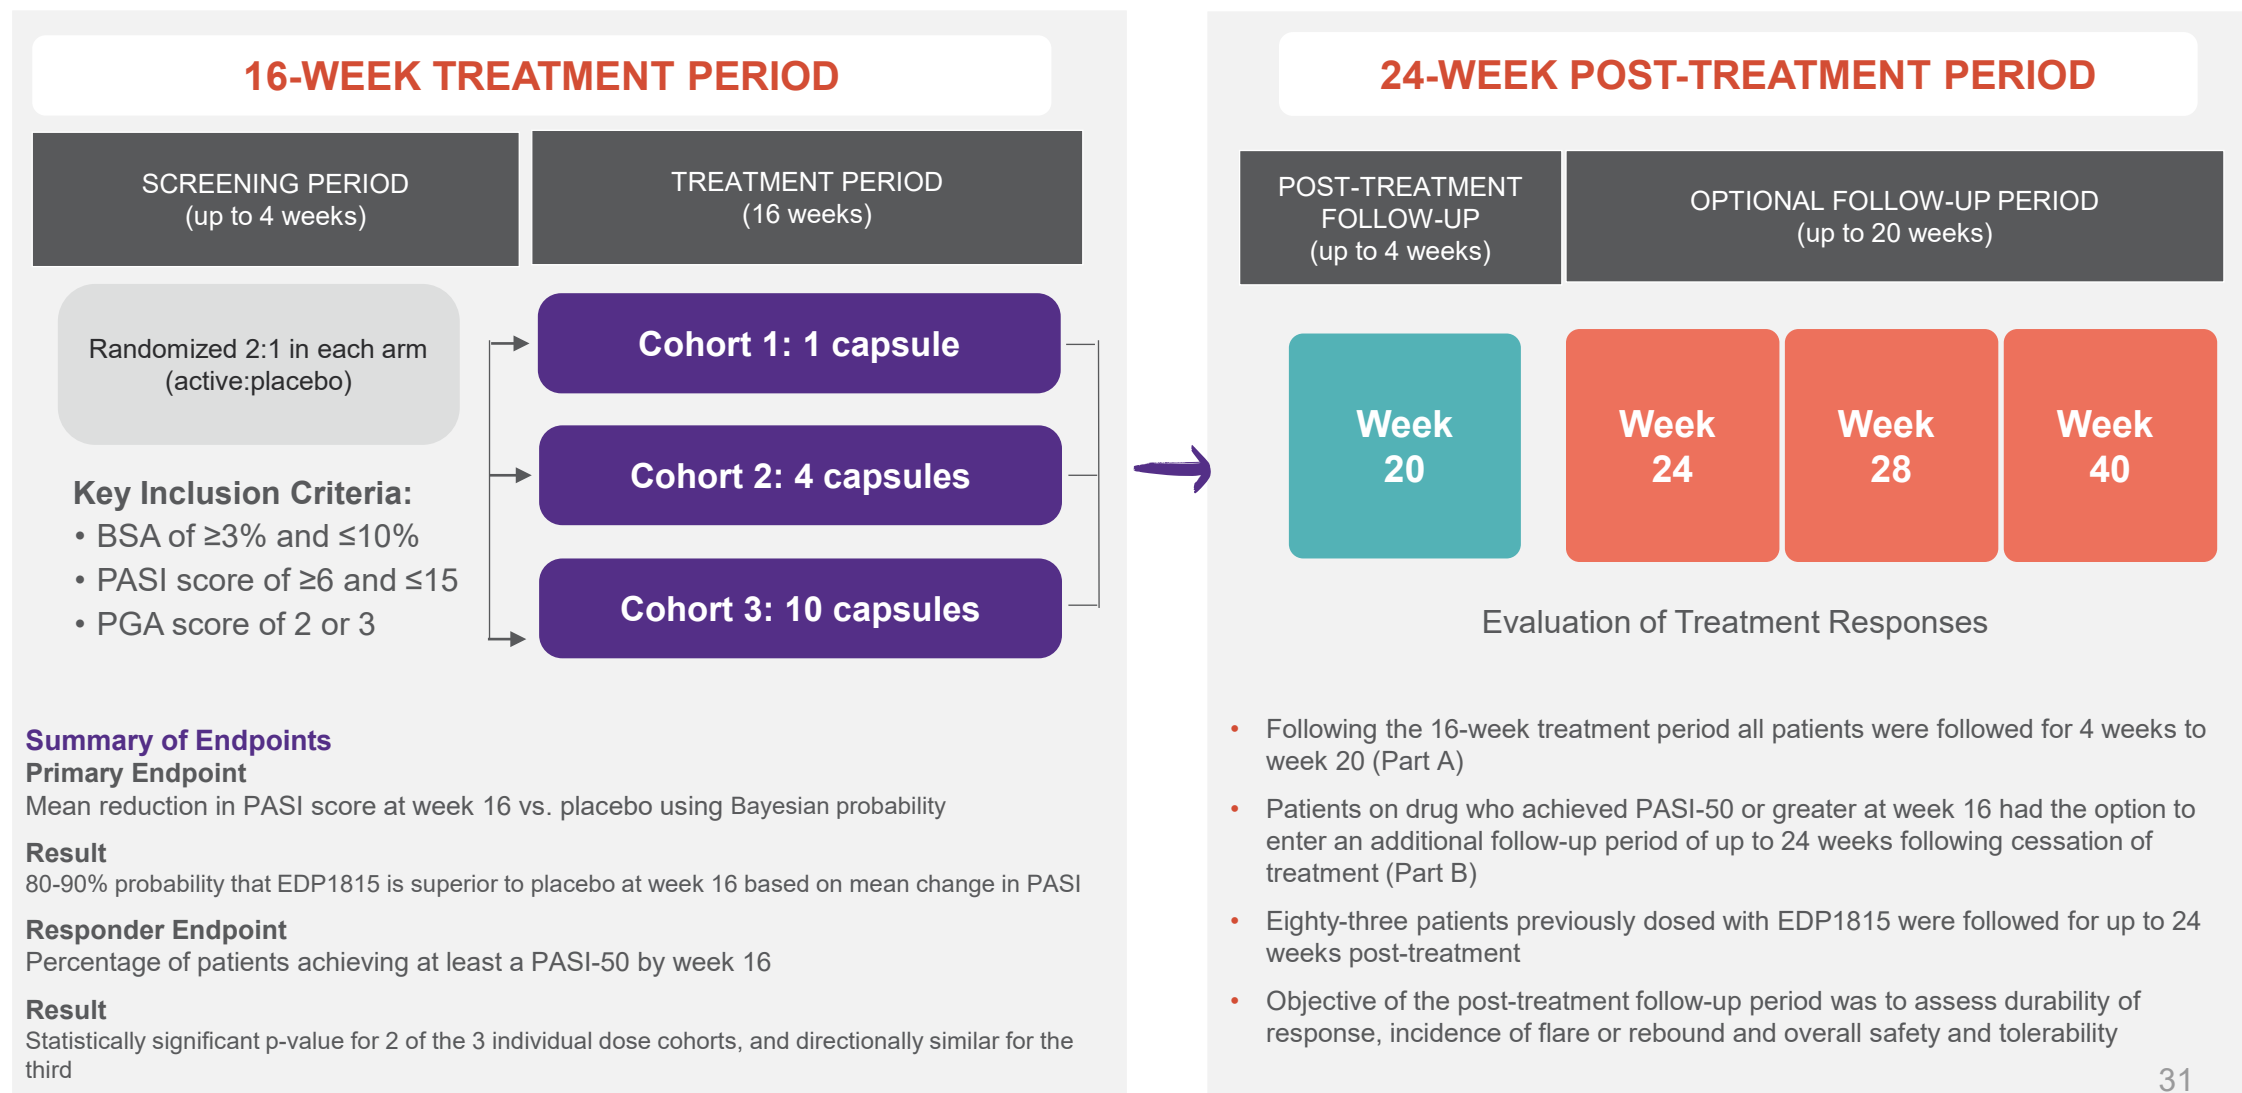 16-WEEK TREATMENT PERIOD
SCREENING PERIOD
(up to 4 weeks)
TREATMENT PERIOD
(16 weeks)
Randomized 2:1 in each arm
(active:placebo)
Key Inclusion Criteria:
• BSA of ≥3% and ≤10%
• PASI score of ≥6 and ≤15
• PGA score of 2 or 3
Cohort 1: 1 capsule
Cohort 2: 4 capsules
Cohort 3: 10 capsules
Summary of Endpoints
Primary Endpoint
Mean reduction in PASI score at week 16 vs. placebo using Bayesian probability
Result
80-90% probability that EDP1815 is superior to placebo at week 16 based on mean change in PASI
Responder Endpoint
Percentage of patients achieving at least a PASI-50 by week 16
Result
Statistically significant p-value for 2 of the 3 individual dose cohorts, and directionally similar for the
third
24-WEEK POST-TREATMENT PERIOD
POST-TREATMENT
FOLLOW-UP
(up to 4 weeks)
OPTIONAL FOLLOW-UP PERIOD
(up to 20 weeks)
Week
20
Week
24
Week
28
Week
40
Evaluation of Treatment Responses
• Following the 16-week treatment period all patients were followed for 4 weeks to
week 20 (Part A)
• Patients on drug who achieved PASI-50 or greater at week 16 had the option to
enter an additional follow-up period of up to 24 weeks following cessation of
treatment (Part B)
• Eighty-three patients previously dosed with EDP1815 were followed for up to 24
weeks post-treatment
• Objective of the post-treatment follow-up period was to assess durability of
response, incidence of flare or rebound and overall safety and tolerability
31